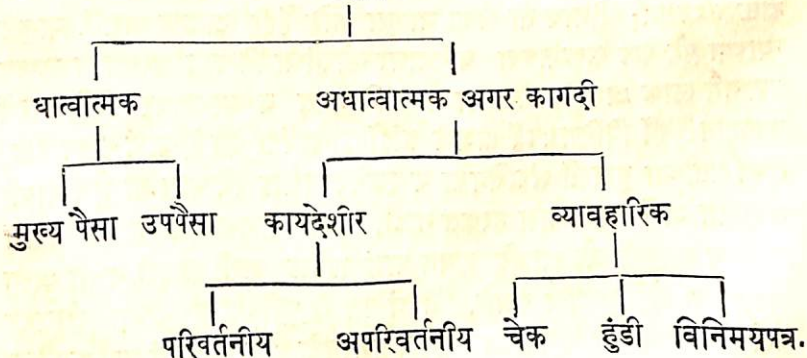 धात्वात्मक अधात्वात्मक अगर कागदी
मुख्य पैसा उपपैसा कायदेशीर व्यावहारिक
परिवर्तनीय अपरिवर्तनीय चेक हुंडी विनिमयपत्र.